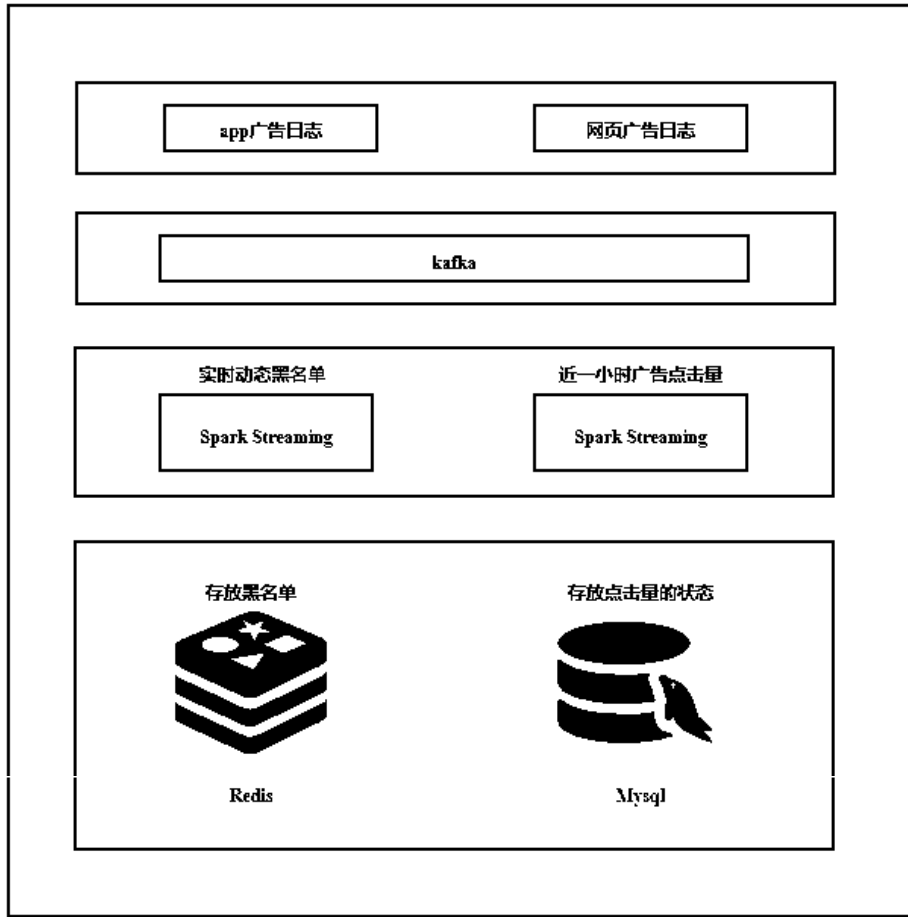 app广告日志
网页广告日志
kafka
实时动态黑名单
近一小时广告点击量
Spark Streaming
Spark Streaming
存放黑名单
存放点击量的状态
Redis
Mysql